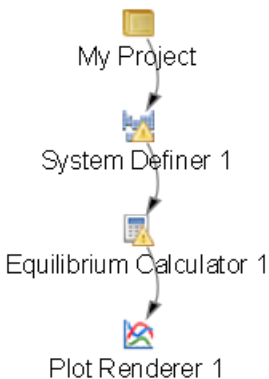 My Project
System Definer 1
Equilibrium Calculator 1
Plot Renderer 1